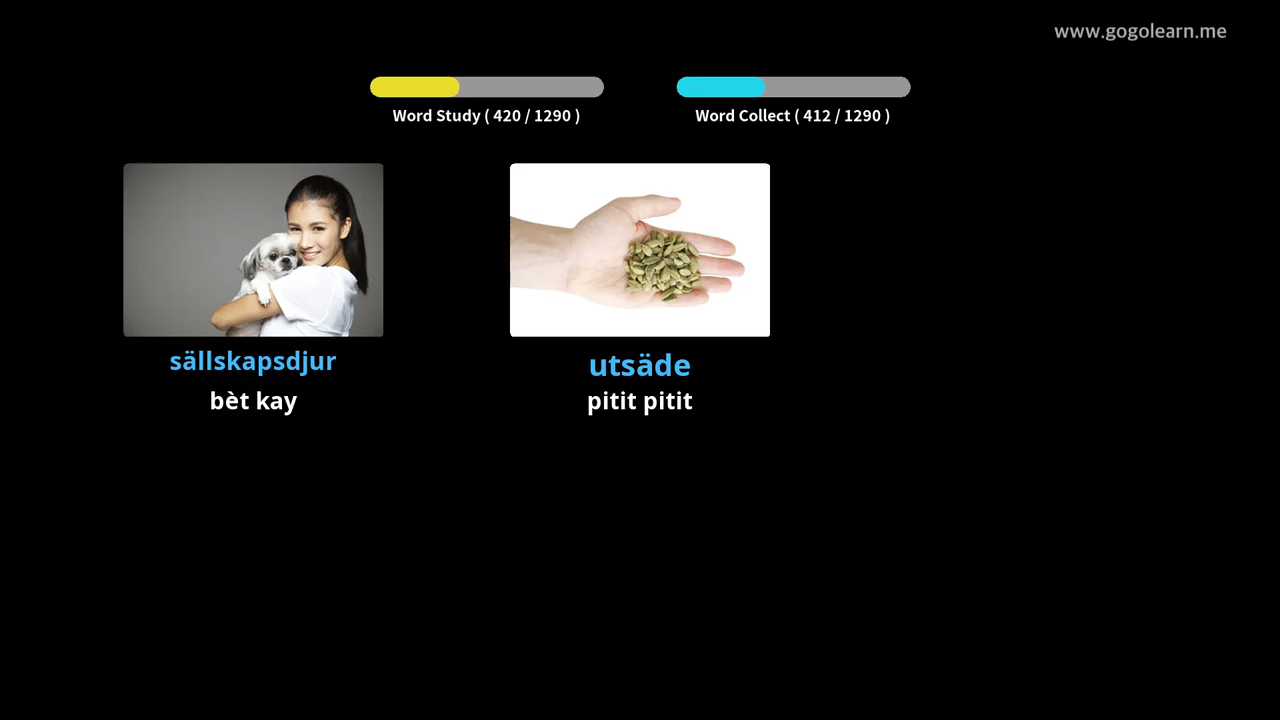 www.gogolearn.me
Word Study ( 420 / 1290 )
Word Collect ( 412 / 1290 )
sällskapsdjur
bèt kay
utsäde
pitit pitit